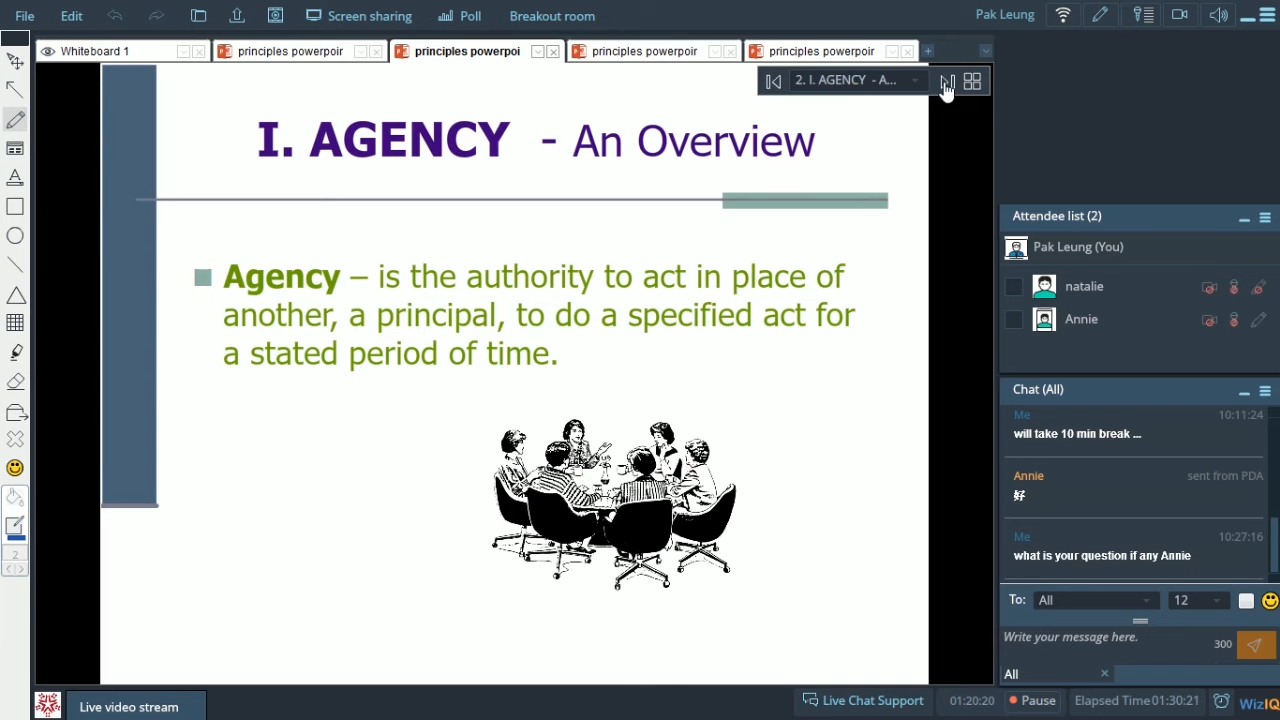 File Edit Screen sharing Poll Breakout room Pak Leung
Whiteboard 1 principles powerpoir principles powerpoi principles powerpoir principles powerpoir
2. I. AGENCY - A...
I. AGENCY - An Overview
Agency – is the authority to act in place of
another, a principal, to do a specified act for
a stated period of time.
Attendee list (2)
Pak Leung (You)
natalie
Annie
Chat (All)
Me 10:11:24
will take 10 min break ...
Annie sent from PDA
好
Me 10:27:16
what is your question if any Annie
To: All 12
Write your message here. 300
All
2
Live video stream Live Chat Support 01:20:20 Pause Elapsed Time 01:30:21 WizIQ